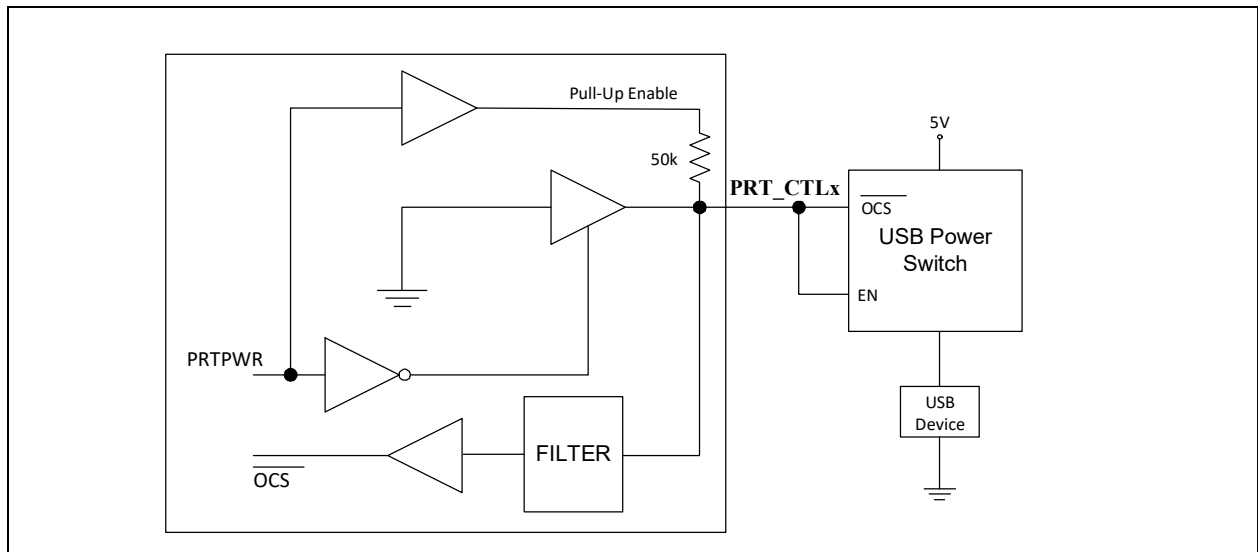 Pull-Up Enable
50k
PRT_CTLx
5V
OCS
USB Power
Switch
EN
PRTPWR
FILTER
OCS
USB
Device